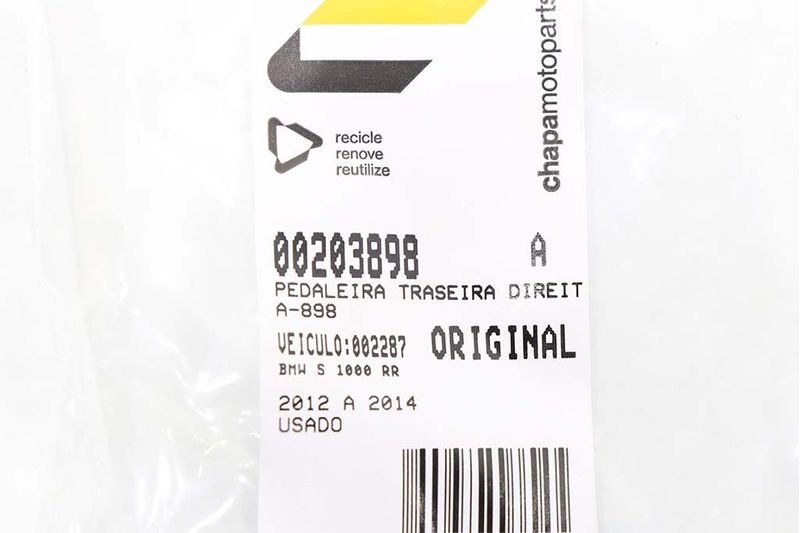 chapamotoparts
recicle
renove
reutilize
00203898 A
PEDALEIRA TRASEIRA DIREIT
A-898
VEICULO:002287 ORIGINAL
BMW S 1000 RR
2012 A 2014
USADO